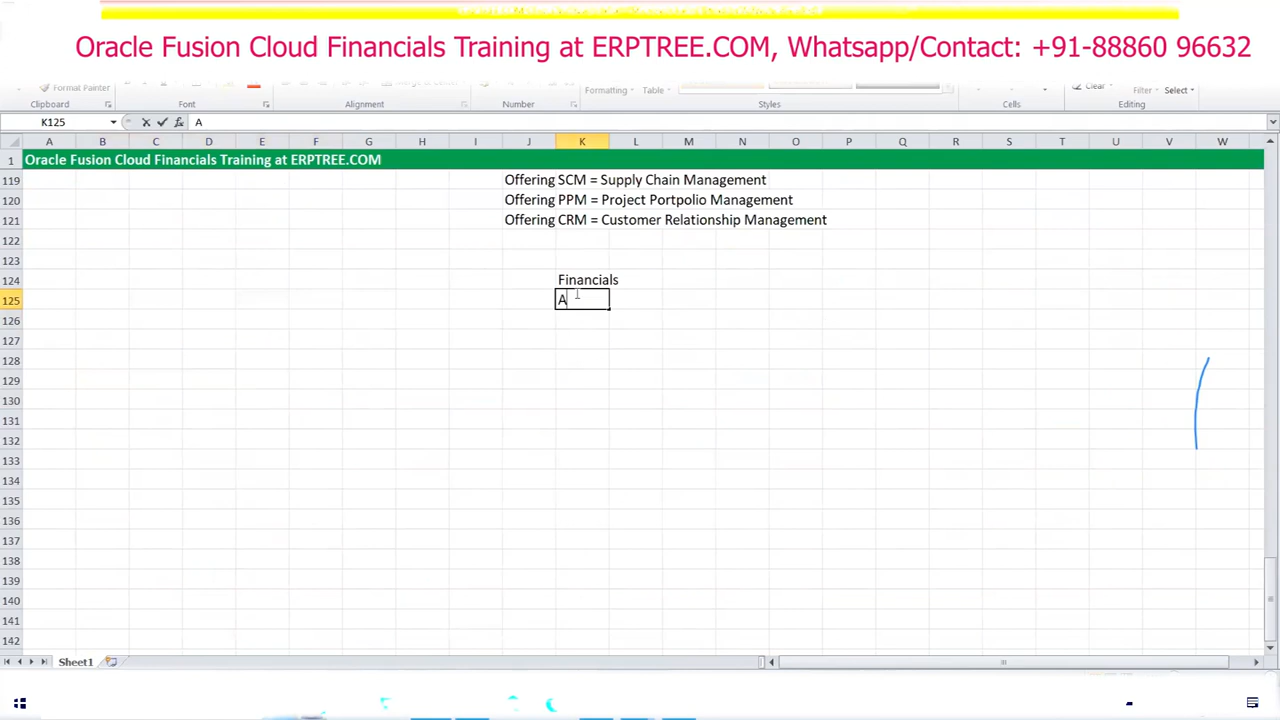 Oracle Fusion Cloud Financials Training at ERPTREE.COM, Whatsapp/Contact: +91-88860 96632
Format Painter
Formatting Table
Clear
Filter Select
Clipboard Font Alignment Number Styles Cells Editing
K125 fx A
A B C D E F G H I J K L M N O P Q R S T U V W
1 Oracle Fusion Cloud Financials Training at ERPTREE.COM
119 Offering SCM = Supply Chain Management
120 Offering PPM = Project Portpolio Management
121 Offering CRM = Customer Relationship Management
122
123
124 Financials
125 A
126
127
128
129
130
131
132
133
134
135
136
137
138
139
140
141
142
Sheet1